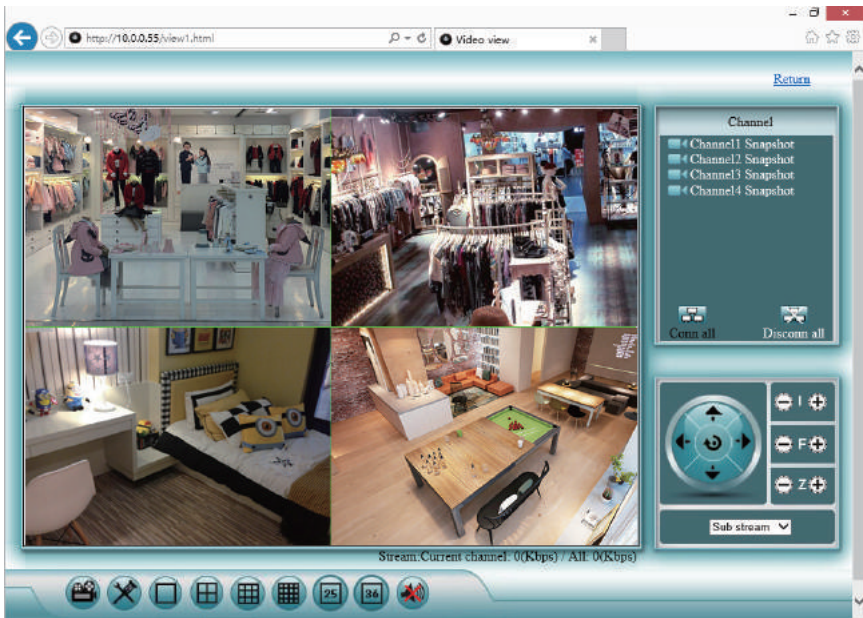 http://10.0.0.55/view1.html
Video view
Return
Channel
Channel1 Snapshot
Channel2 Snapshot
Channel3 Snapshot
Channel4 Snapshot
Conn all
Disconn all
I
F
Z
Sub stream
Stream:Current channel: 0(Kbps) / All: 0(Kbps)
25
36